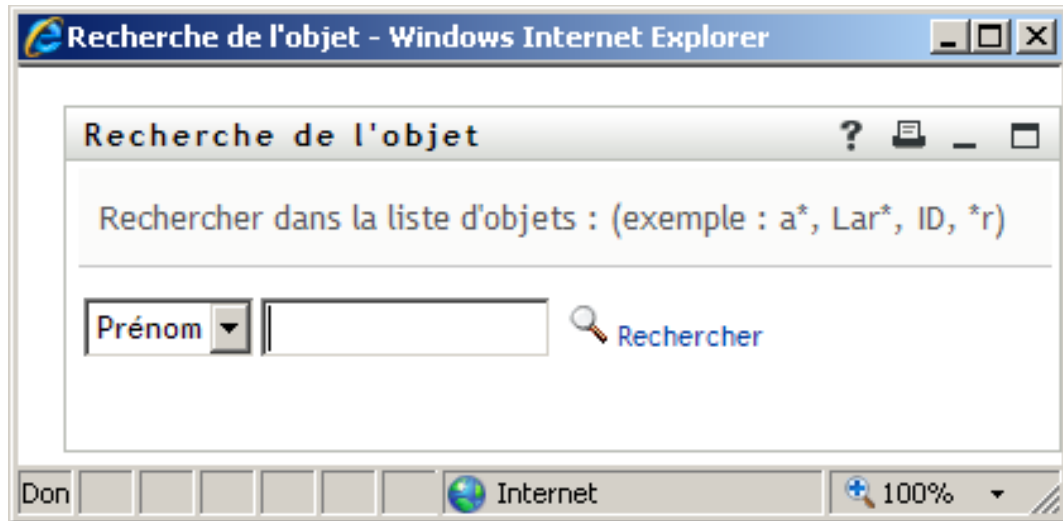 Recherche de l'objet - Windows Internet Explorer
Recherche de l'objet
Rechercher dans la liste d'objets : (exemple : a*, Lar*, ID, *r)
Prénom Rechercher
Don Internet 100%